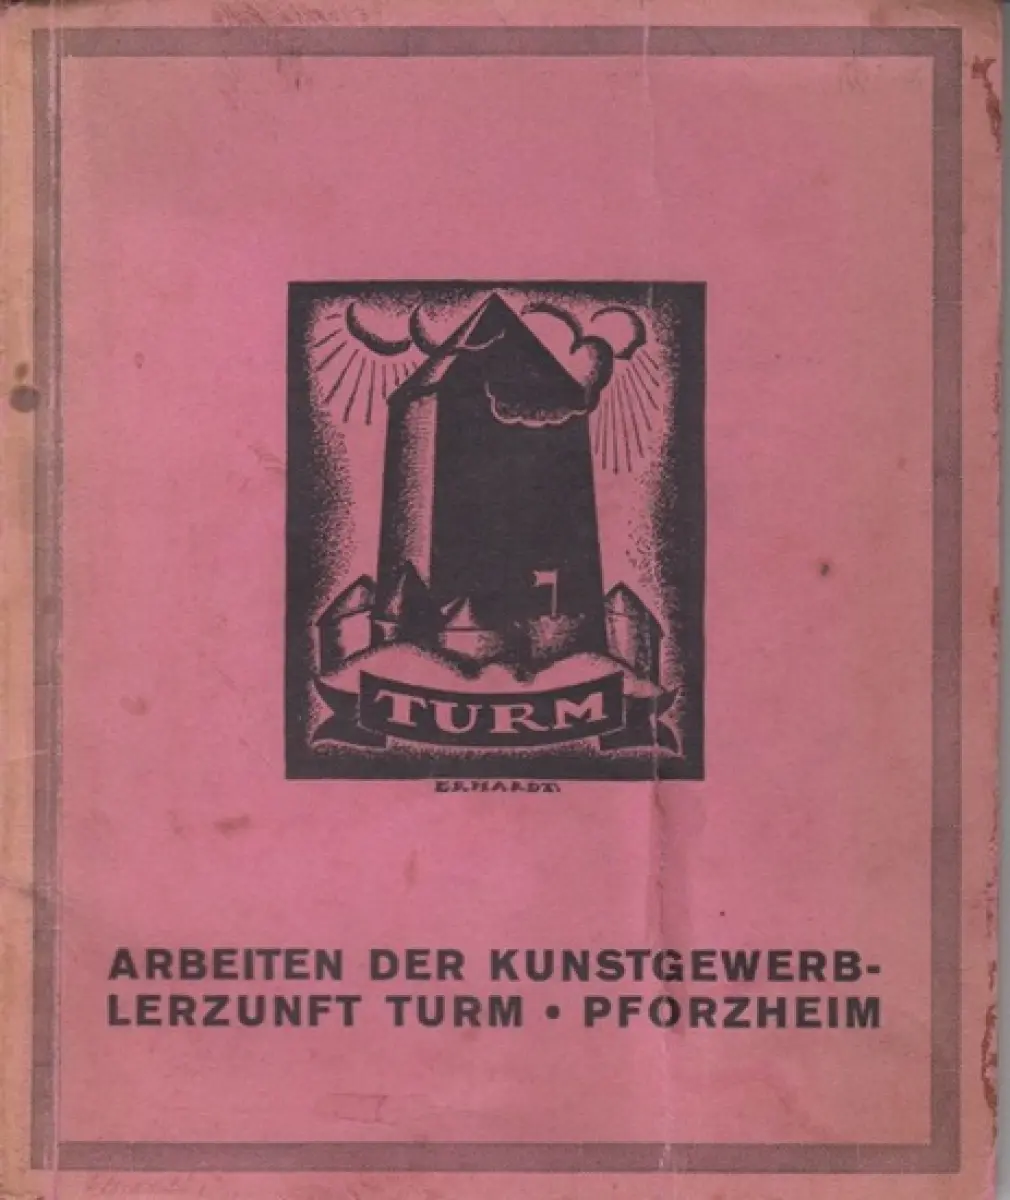 TURM
ERHARDT.
ARBEITEN DER KUNSTGEWERB-
LERZUNFT TURM • PFORZHEIM